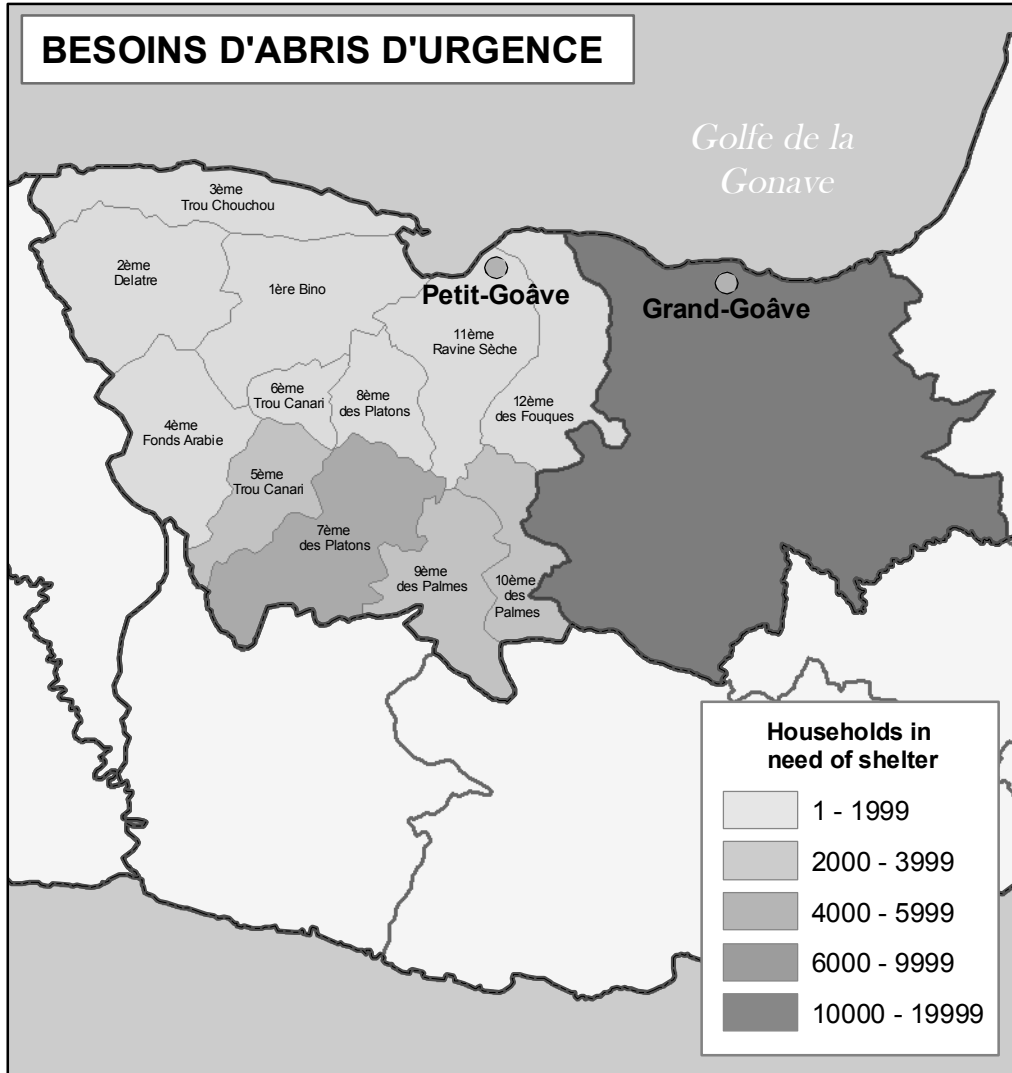 BESOINS D'ABRIS D'URGENCE
Golfe de la
Gonave
3ème
Trou Chouchou
2ème
Delatre
1ère Bino
Petit-Goâve
Grand-Goâve
11ème
Ravine Sèche
6ème
Trou Canari
8ème
des Platons
12ème
des Fouques
4ème
Fonds Arabie
5ème
Trou Canari
7ème
des Platons
9ème
des Palmes
10ème
des
Palmes
Households in
need of shelter
1 - 1999
2000 - 3999
4000 - 5999
6000 - 9999
10000 - 19999